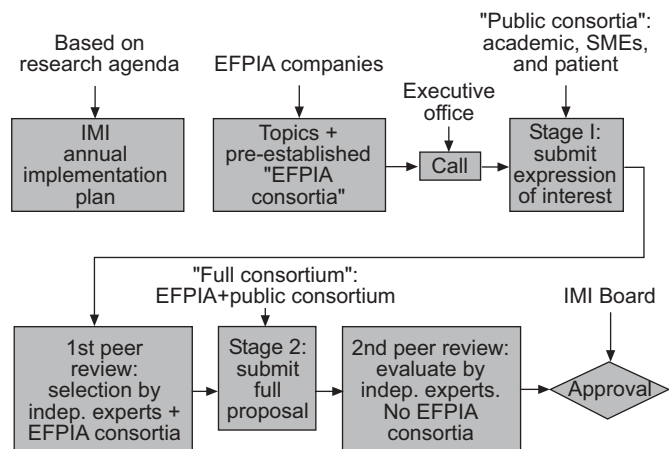 Based on
research agenda
IMI
annual
implementation
plan
EFPIA companies
Topics +
pre-established
"EFPIA
consortia"
Executive
office
Call
"Public consortia":
academic, SMEs,
and patient
Stage I:
submit
expression
of interest
1st peer
review:
selection by
indep. experts +
EFPIA consortia
"Full consortium":
EFPIA+public consortium
Stage 2:
submit
full
proposal
2nd peer review:
evaluate by
indep. experts.
No EFPIA
consortia
IMI Board
Approval